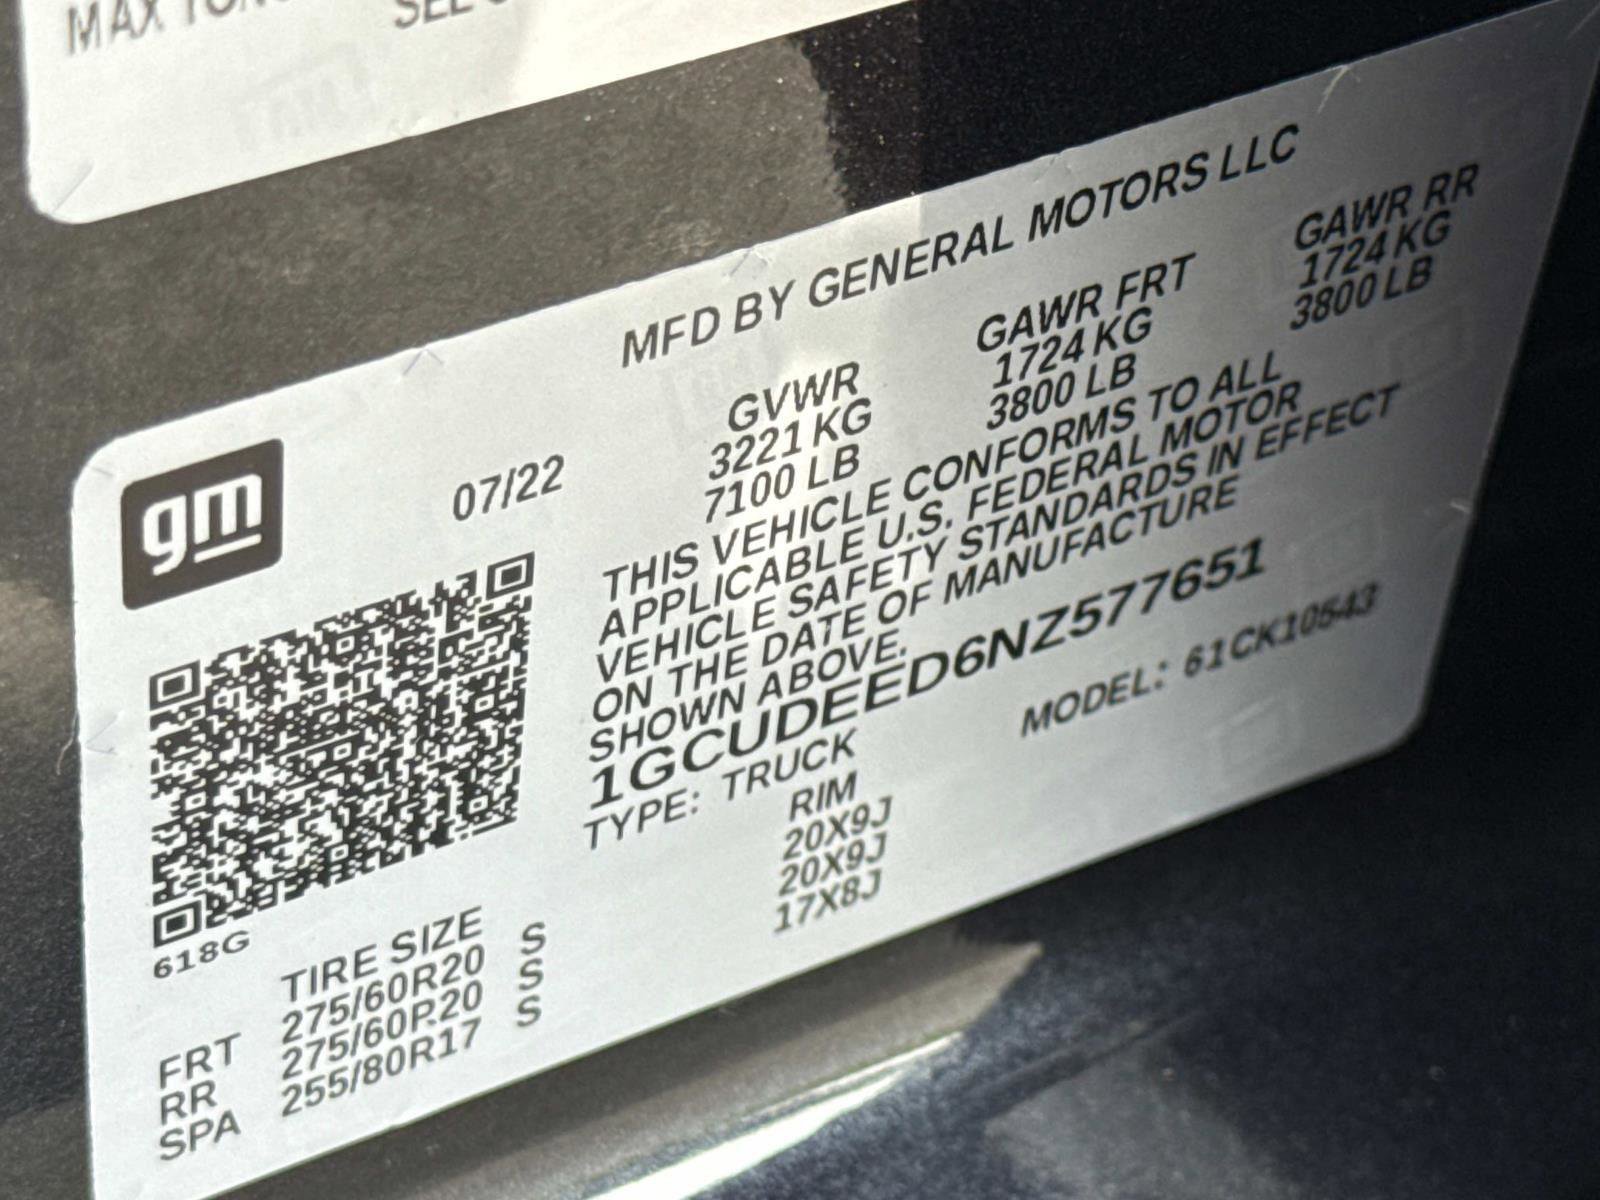 MAX
gm
07/22
MFD BY GENERAL MOTORS LLC
GVWR GAWR FRT GAWR RR
3221 KG 1724 KG 1724 KG
7100 LB 3800 LB 3800 LB
THIS VEHICLE CONFORMS TO ALL
APPLICABLE U.S. FEDERAL MOTOR
VEHICLE SAFETY STANDARDS IN EFFECT
ON THE DATE OF MANUFACTURE
SHOWN ABOVE.
1GCUDEED6NZ577651
TYPE: TRUCK MODEL: 61CK10543
618G
TIRE SIZE RIM
FRT 275/60R20 S 20X9J
RR 275/60R20 S 20X9J
SPA 255/80R17 S 17X8J